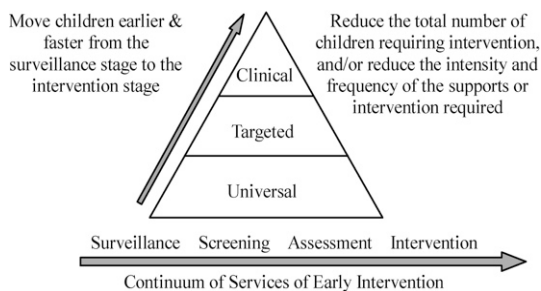 Move children earlier &
faster from the
surveillance stage to the
intervention stage
Reduce the total number of
children requiring intervention,
and/or reduce the intensity and
frequency of the supports or
intervention required
Clinical
Targeted
Universal
Surveillance Screening Assessment Intervention
Continuum of Services of Early Intervention